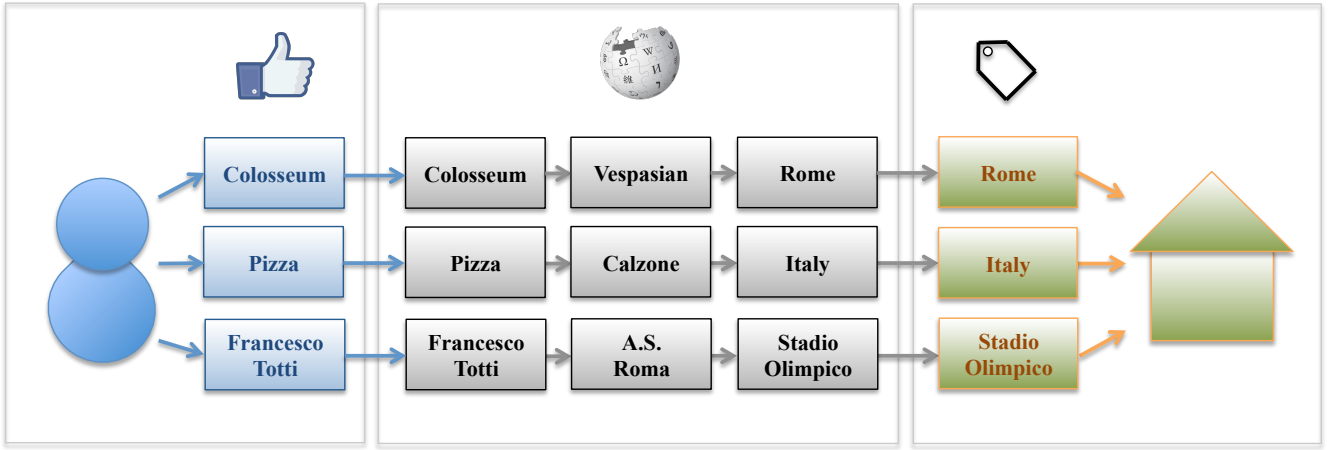 Colosseum
Colosseum
Vespasian
Rome
Rome
Pizza
Pizza
Calzone
Italy
Italy
Francesco
Totti
Francesco
Totti
A.S.
Roma
Stadio
Olimpico
Stadio
Olimpico
Ω
W
維
И